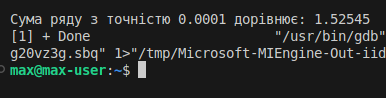 Сума ряду з точністю 0.0001 дорівнює: 1.52545
[1] + Done "/usr/bin/gdb"
g20vz3g.sbq" 1>"/tmp/Microsoft-MIEngine-Out-iid
max@max-user:~$